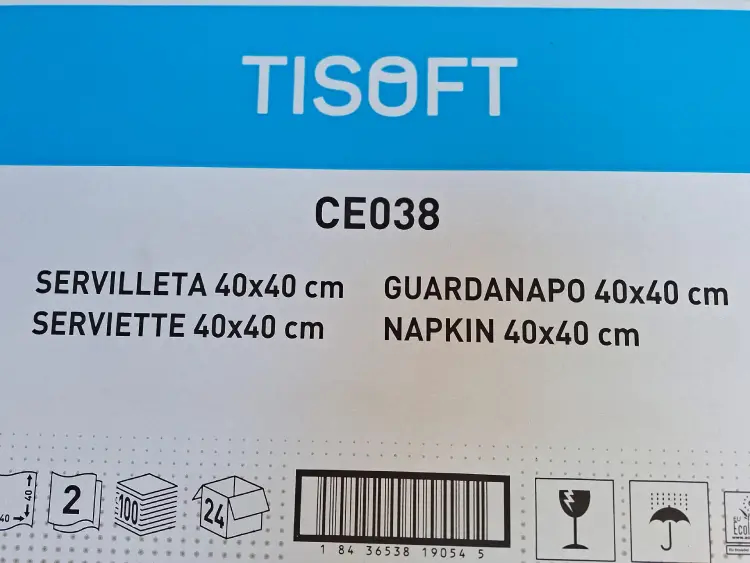 TISOFT
CE038
SERVILLETA 40x40 cm
SERVIETTE 40x40 cm
GUARDANAPO 40x40 cm
NAPKIN 40x40 cm
40
40
2
100
24
1 84 36538 19054 5